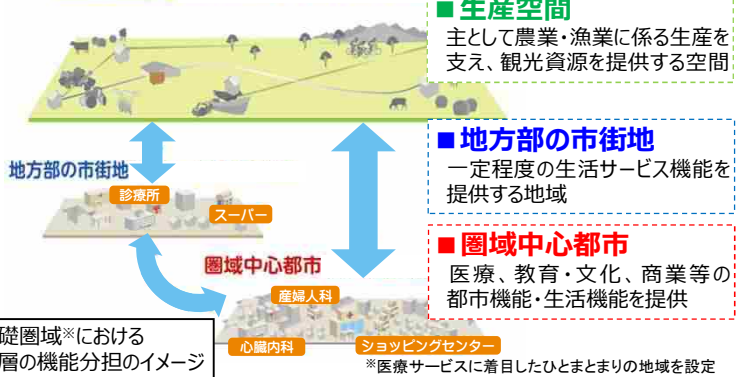 ■生産空間
主として農業・漁業に係る生産を
支え、観光資源を提供する空間
■地方部の市街地
一定程度の生活サービス機能を
提供する地域
■圏域中心都市
医療、教育・文化、商業等の
都市機能・生活機能を提供
地方部の市街地
診療所
スーパー
圏域中心都市
産婦人科
心臓内科
ショッピングセンター
礎圏域※における
層の機能分担のイメージ
※医療サービスに着目したひとまとまりの地域を設定